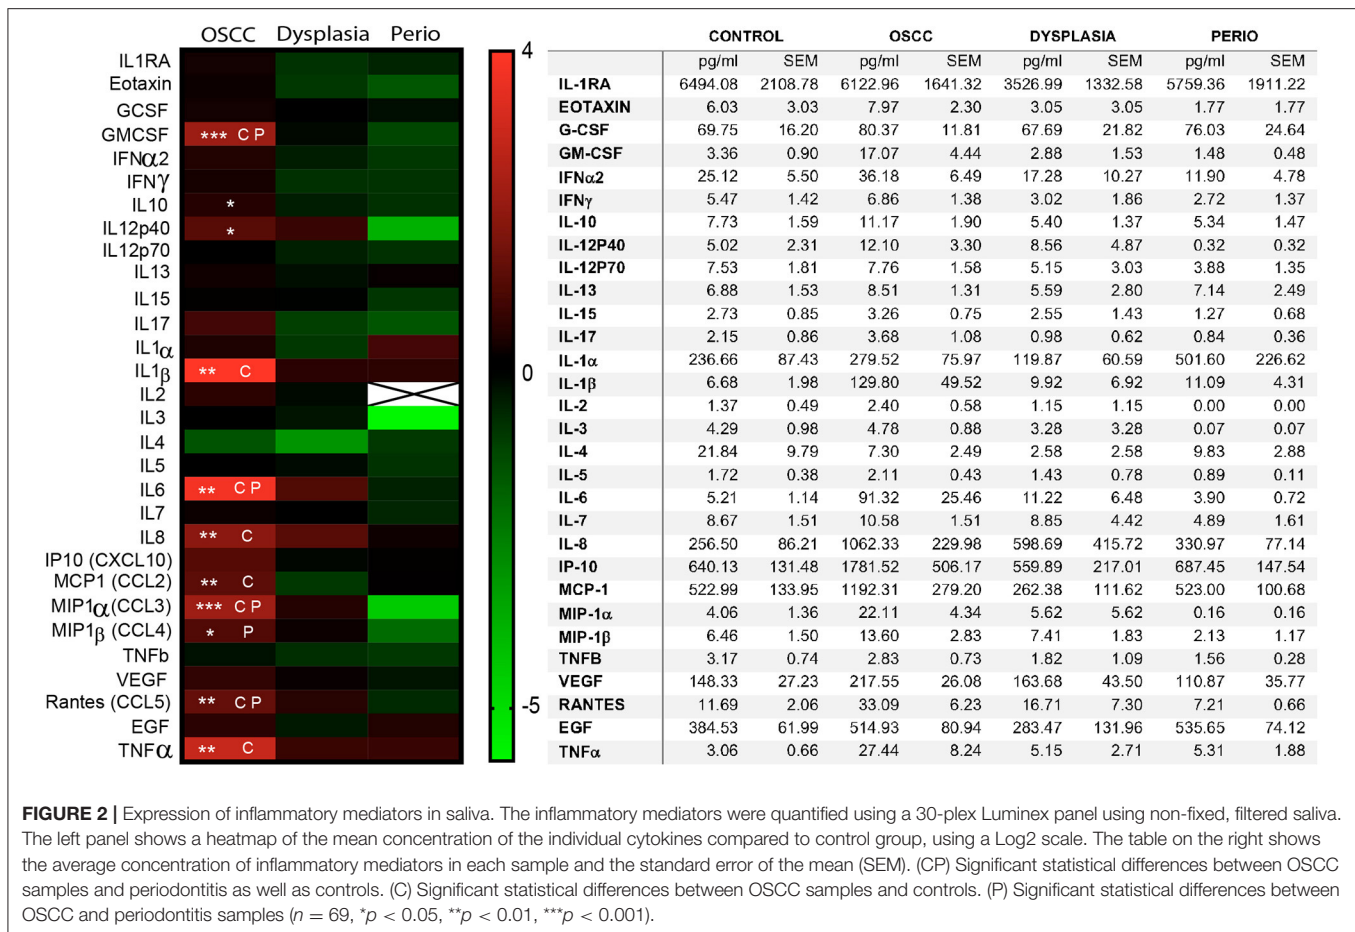 OSCC Dysplasia Perio
IL1RA
Eotaxin
GCSF
GMCSF *** C P
IFNα2
IFNγ
IL10 *
IL12p40 *
IL12p70
IL13
IL15
IL17
IL1α
IL1β ** C
IL2
IL3
IL4
IL5
IL6 ** C P
IL7
IL8 ** C
IP10 (CXCL10)
MCP1 (CCL2) ** C
MIP1α(CCL3) *** C P
MIP1β (CCL4) * P
TNFb
VEGF
Rantes (CCL5) ** C P
EGF
TNFα ** C
4
0
-5
CONTROL OSCC DYSPLASIA PERIO
pg/ml SEM pg/ml SEM pg/ml SEM pg/ml SEM
IL-1RA 6494.08 2108.78 6122.96 1641.32 3526.99 1332.58 5759.36 1911.22
EOTAXIN 6.03 3.03 7.97 2.30 3.05 3.05 1.77 1.77
G-CSF 69.75 16.20 80.37 11.81 67.69 21.82 76.03 24.64
GM-CSF 3.36 0.90 17.07 4.44 2.88 1.53 1.48 0.48
IFNα2 25.12 5.50 36.18 6.49 17.28 10.27 11.90 4.78
IFNγ 5.47 1.42 6.86 1.38 3.02 1.86 2.72 1.37
IL-10 7.73 1.59 11.17 1.90 5.40 1.37 5.34 1.47
IL-12P40 5.02 2.31 12.10 3.30 8.56 4.87 0.32 0.32
IL-12P70 7.53 1.81 7.76 1.58 5.15 3.03 3.88 1.35
IL-13 6.88 1.53 8.51 1.31 5.59 2.80 7.14 2.49
IL-15 2.73 0.85 3.26 0.75 2.55 1.43 1.27 0.68
IL-17 2.15 0.86 3.68 1.08 0.98 0.62 0.84 0.36
IL-1α 236.66 87.43 279.52 75.97 119.87 60.59 501.60 226.62
IL-1β 6.68 1.98 129.80 49.52 9.92 6.92 11.09 4.31
IL-2 1.37 0.49 2.40 0.58 1.15 1.15 0.00 0.00
IL-3 4.29 0.98 4.78 0.88 3.28 3.28 0.07 0.07
IL-4 21.84 9.79 7.30 2.49 2.58 2.58 9.83 2.88
IL-5 1.72 0.38 2.11 0.43 1.43 0.78 0.89 0.11
IL-6 5.21 1.14 91.32 25.46 11.22 6.48 3.90 0.72
IL-7 8.67 1.51 10.58 1.51 8.85 4.42 4.89 1.61
IL-8 256.50 86.21 1062.33 229.98 598.69 415.72 330.97 77.14
IP-10 640.13 131.48 1781.52 506.17 559.89 217.01 687.45 147.54
MCP-1 522.99 133.95 1192.31 279.20 262.38 111.62 523.00 100.68
MIP-1α 4.06 1.36 22.11 4.34 5.62 5.62 0.16 0.16
MIP-1β 6.46 1.50 13.60 2.83 7.41 1.83 2.13 1.17
TNFB 3.17 0.74 2.83 0.73 1.82 1.09 1.56 0.28
VEGF 148.33 27.23 217.55 26.08 163.68 43.50 110.87 35.77
RANTES 11.69 2.06 33.09 6.23 16.71 7.30 7.21 0.66
EGF 384.53 61.99 514.93 80.94 283.47 131.96 535.65 74.12
TNFα 3.06 0.66 27.44 8.24 5.15 2.71 5.31 1.88
FIGURE 2 | Expression of inflammatory mediators in saliva. The inflammatory mediators were quantified using a 30-plex Luminex panel using non-fixed, filtered saliva.
The left panel shows a heatmap of the mean concentration of the individual cytokines compared to control group, using a Log2 scale. The table on the right shows
the average concentration of inflammatory mediators in each sample and the standard error of the mean (SEM). (CP) Significant statistical differences between OSCC
samples and periodontitis as well as controls. (C) Significant statistical differences between OSCC samples and controls. (P) Significant statistical differences between
OSCC and periodontitis samples (n = 69, *p < 0.05, **p < 0.01, ***p < 0.001).